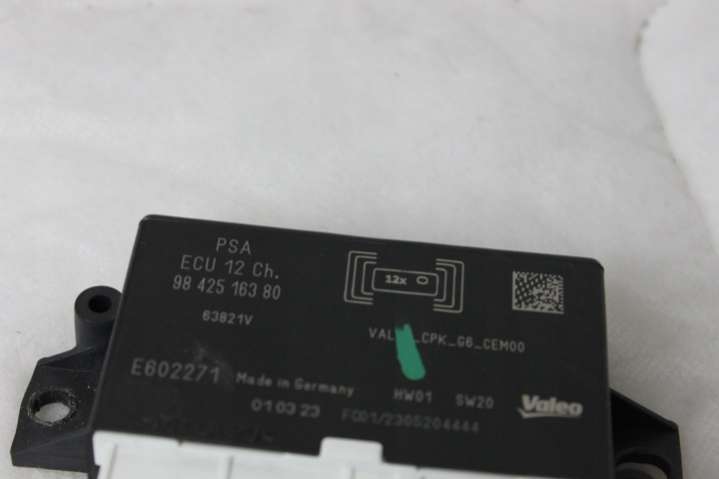 PSA
ECU 12 Ch.
98 425 163 80
63821V
12x
CPK_G6_CEM00
E602271 Made in Germany HW01 SW20 Valeo
010323 F001/2305204444